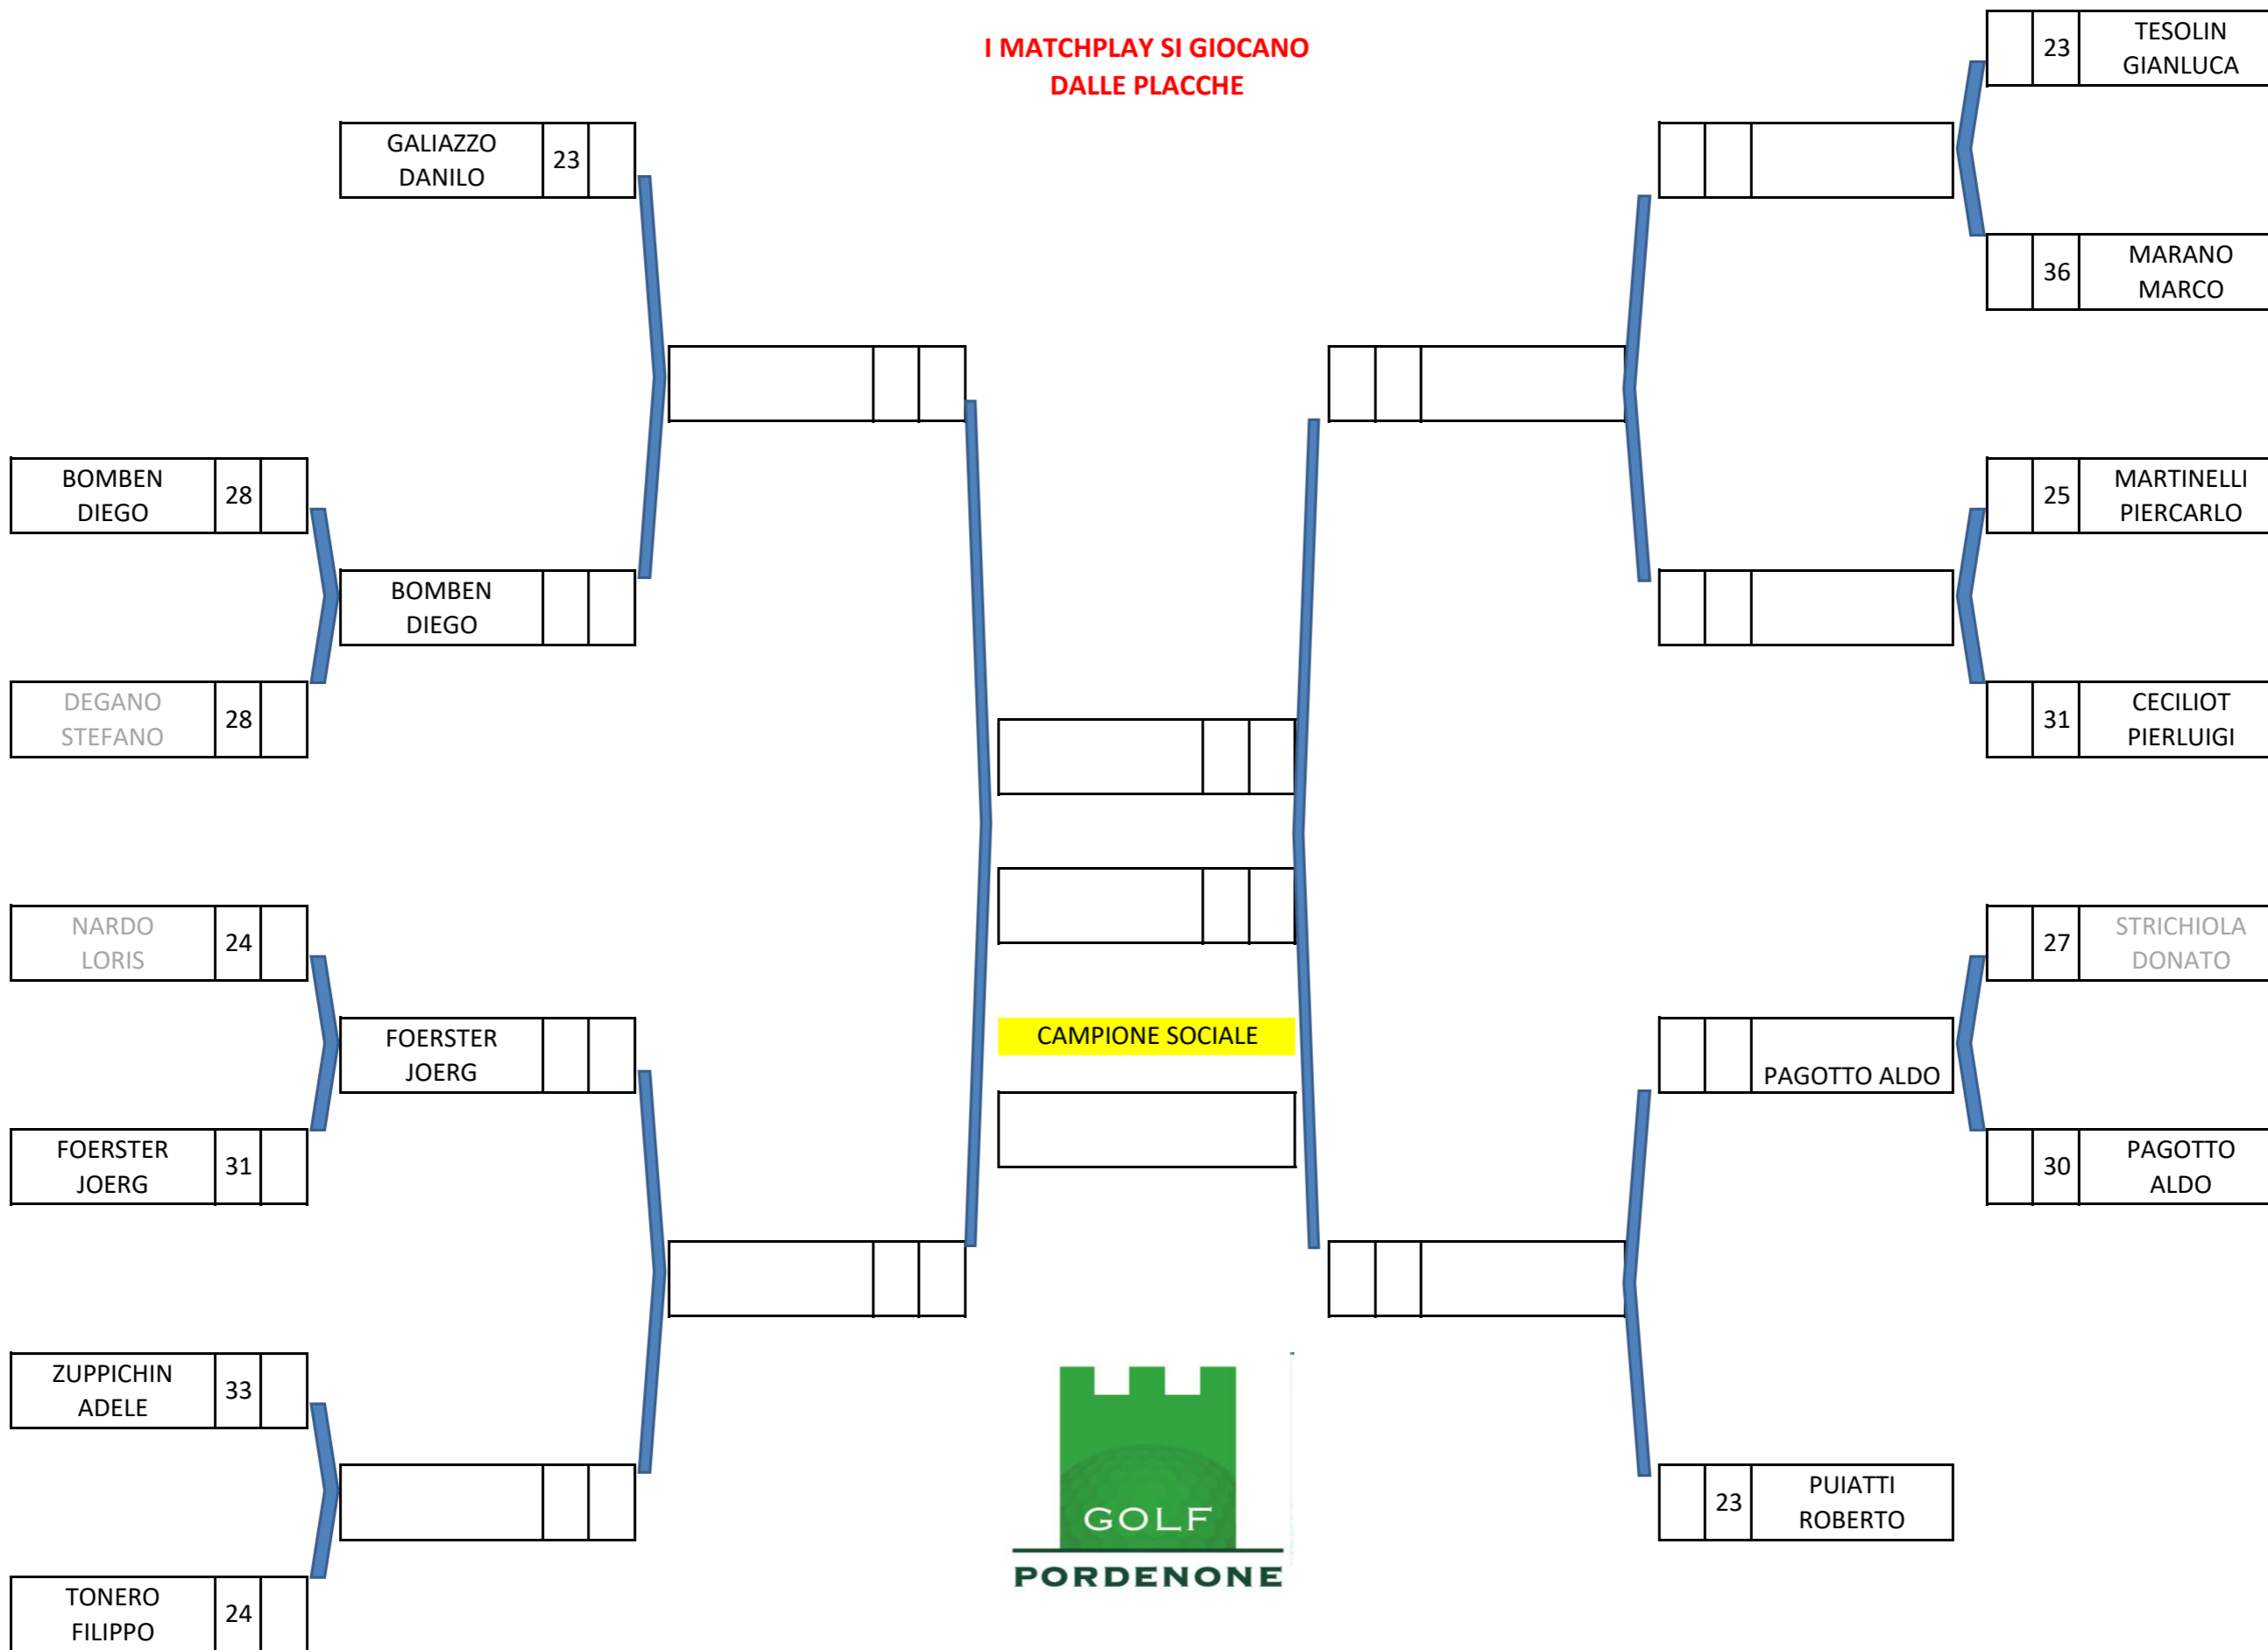 I MATCHPLAY SI GIOCANO
DALLE PLACCHE
GALIAZZO
DANILO
23
BOMBEN
DIEGO
28
BOMBEN
DIEGO
DEGANO
STEFANO
28
NARDO
LORIS
24
FOERSTER
JOERG
FOERSTER
JOERG
31
ZUPPICHIN
ADELE
33
TONERO
FILIPPO
24
CAMPIONE SOCIALE
GOLF
PORDENONE
23
TESOLIN
GIANLUCA
36
MARANO
MARCO
25
MARTINELLI
PIERCARLO
31
CECILIOT
PIERLUIGI
27
STRICHIOLA
DONATO
PAGOTTO ALDO
30
PAGOTTO
ALDO
23
PUIATTI
ROBERTO